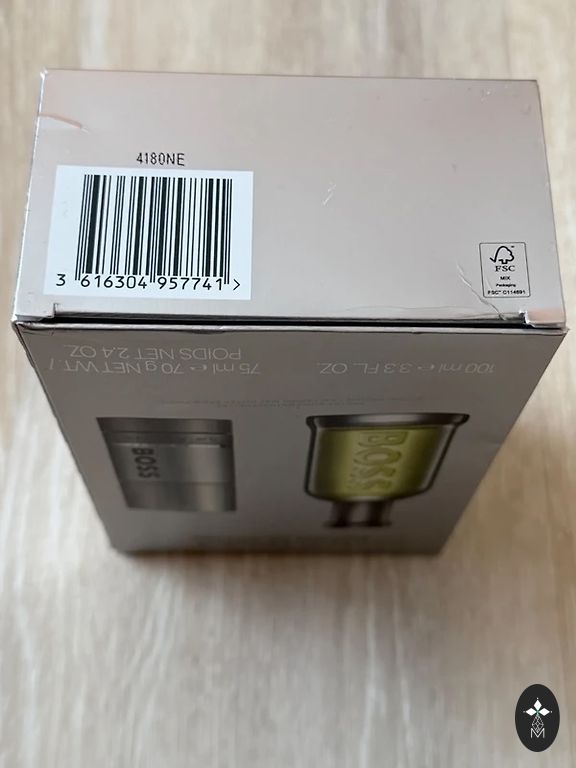 4180NE
3 616304 957741 >
FSC
MIX
Packaging
FSC™ C114691
75 ml e 70 g NET WT. /
POIDS NET 2.4 OZ.
100 ml e 3.3 FL. OZ.
BOSS
BOSS
M